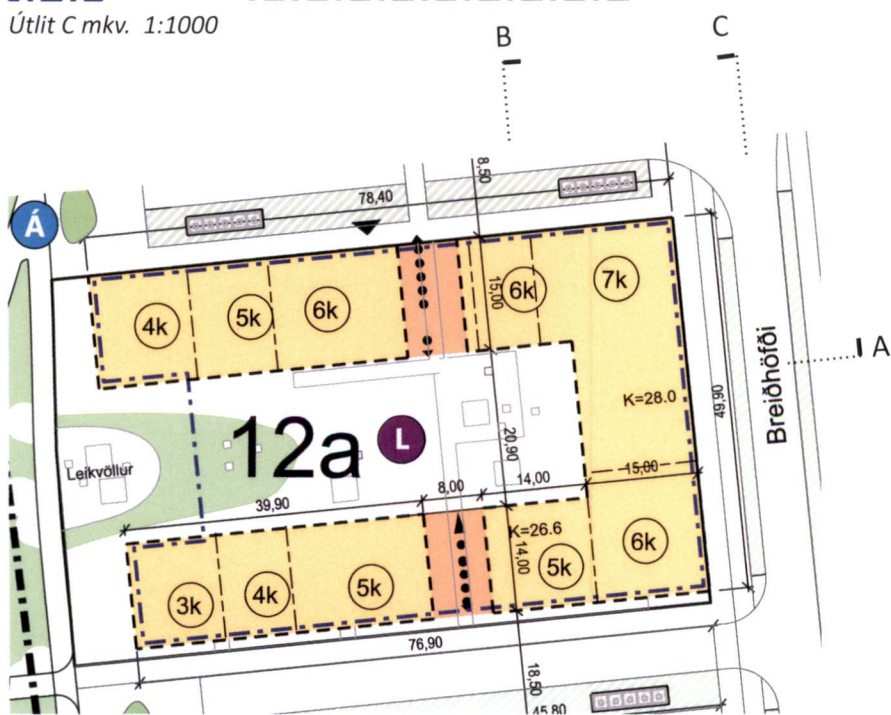 Útlit C mkv. 1:1000
B
C
8,50
78,40
Á
15,00
4k
5k
6k
6k
7k
A
Breiðhöfði
K=28.0
49,90
12a
L
Leikvöllur
20,90
15,00
14,00
8,00
39,90
K=26.6
14,00
6k
5k
5k
4k
3k
76,90
18,50
45,80